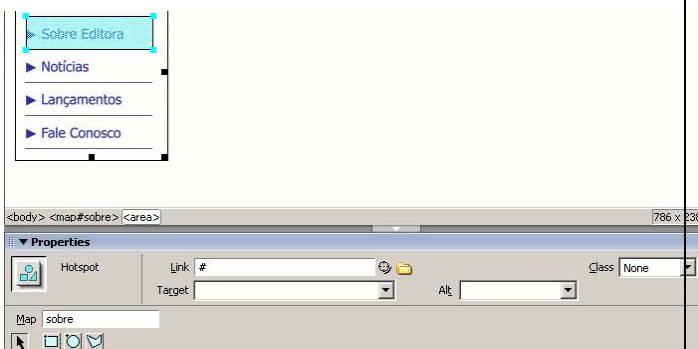 Sobre Editora
Notícias
Lançamentos
Fale Conosco
<body> <map#sobre> <area>
786 x 238
Properties
Hotspot
Link #
Class None
Target
Alt
Map sobre